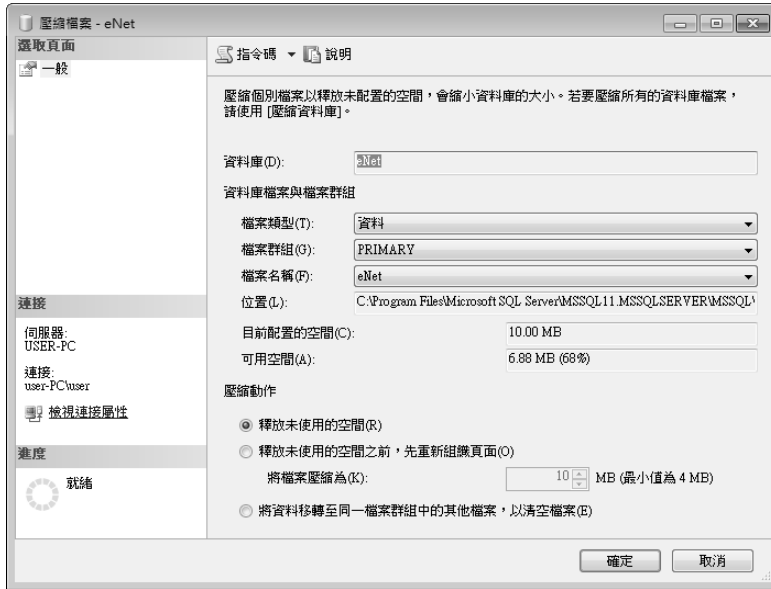 壓縮檔案 - eNet
選取頁面
一般
指令碼
說明
壓縮個別檔案以釋放未配置的空間，會縮小資料庫的大小。若要壓縮所有的資料庫檔案，
請使用 [壓縮資料庫]。
資料庫(D):
eNet
資料庫檔案與檔案群組
檔案類型(T):
資料
檔案群組(G):
PRIMARY
檔案名稱(F):
eNet
位置(L):
C:\Program Files\Microsoft SQL Server\MSSQL11.MSSQLSERVER\MSSQL\
目前配置的空間(C):
10.00 MB
可用空間(A):
6.88 MB (68%)
壓縮動作
釋放未使用的空間(R)
釋放未使用的空間之前，先重新組織頁面(O)
將檔案壓縮為(K):
10
MB (最小值為 4 MB)
將資料移轉至同一檔案群組中的其他檔案，以清空檔案(E)
連接
伺服器:
USER-PC
連接:
user-PC\user
檢視連接屬性
進度
就緒
確定
取消